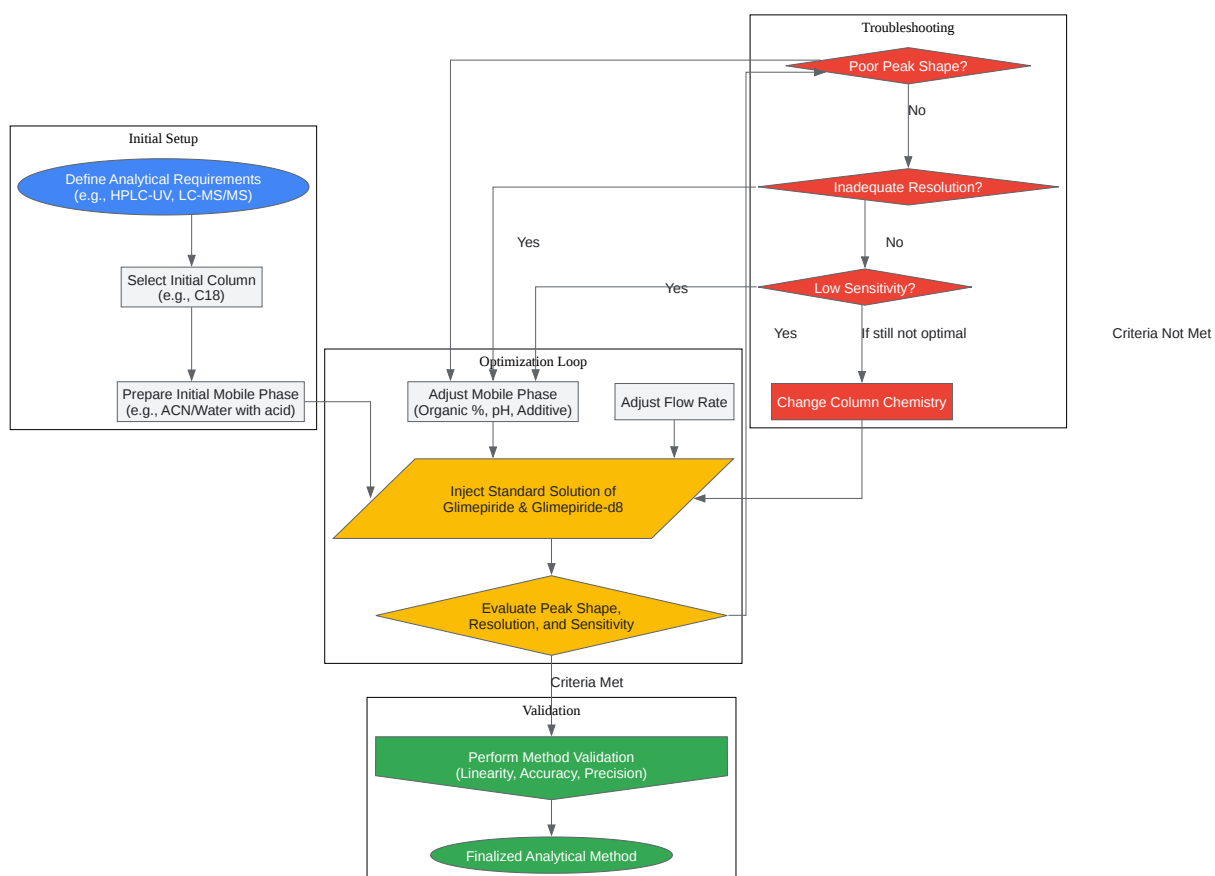 Troubleshooting
Poor Peak Shape?
No
Initial Setup
Define Analytical Requirements
(e.g., HPLC-UV, LC-MS/MS)
Inadequate Resolution?
Yes
No
Select Initial Column
(e.g., C18)
Yes
Low Sensitivity?
Yes
If still not optimal
Criteria Not Met
Optimization Loop
Prepare Initial Mobile Phase
(e.g., ACN/Water with acid)
Adjust Mobile Phase
(Organic %, pH, Additive)
Adjust Flow Rate
Change Column Chemistry
Inject Standard Solution of
Glimepiride & Glimepiride-d8
Evaluate Peak Shape,
Resolution, and Sensitivity
Criteria Met
Validation
Perform Method Validation
(Linearity, Accuracy, Precision)
Finalized Analytical Method